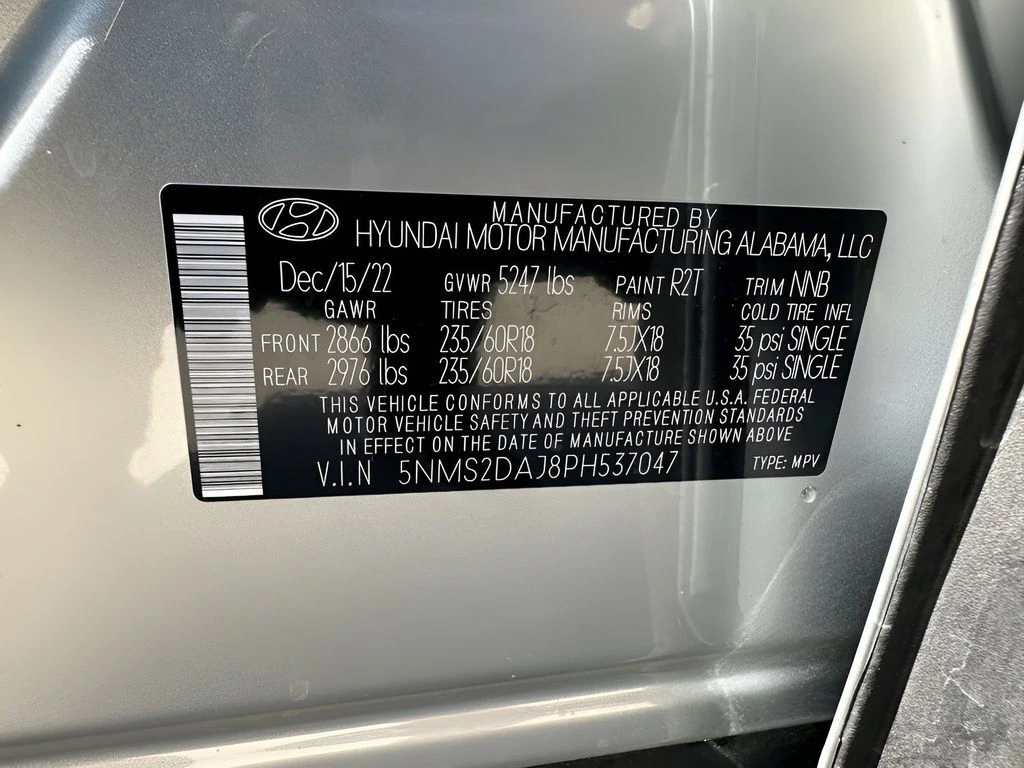 MANUFACTURED BY
HYUNDAI MOTOR MANUFACTURING ALABAMA, LLC
Dec/15/22 GVWR 5247 lbs PAINT R2T TRIM NNB
GAWR TIRES RIMS COLD TIRE INFL
FRONT 2866 lbs 235/60R18 7.5JX18 35 psi SINGLE
REAR 2976 lbs 235/60R18 7.5JX18 35 psi SINGLE
THIS VEHICLE CONFORMS TO ALL APPLICABLE U.S.A. FEDERAL
MOTOR VEHICLE SAFETY AND THEFT PREVENTION STANDARDS
IN EFFECT ON THE DATE OF MANUFACTURE SHOWN ABOVE
V.I.N 5NMS2DAJ8PH537047 TYPE: MPV